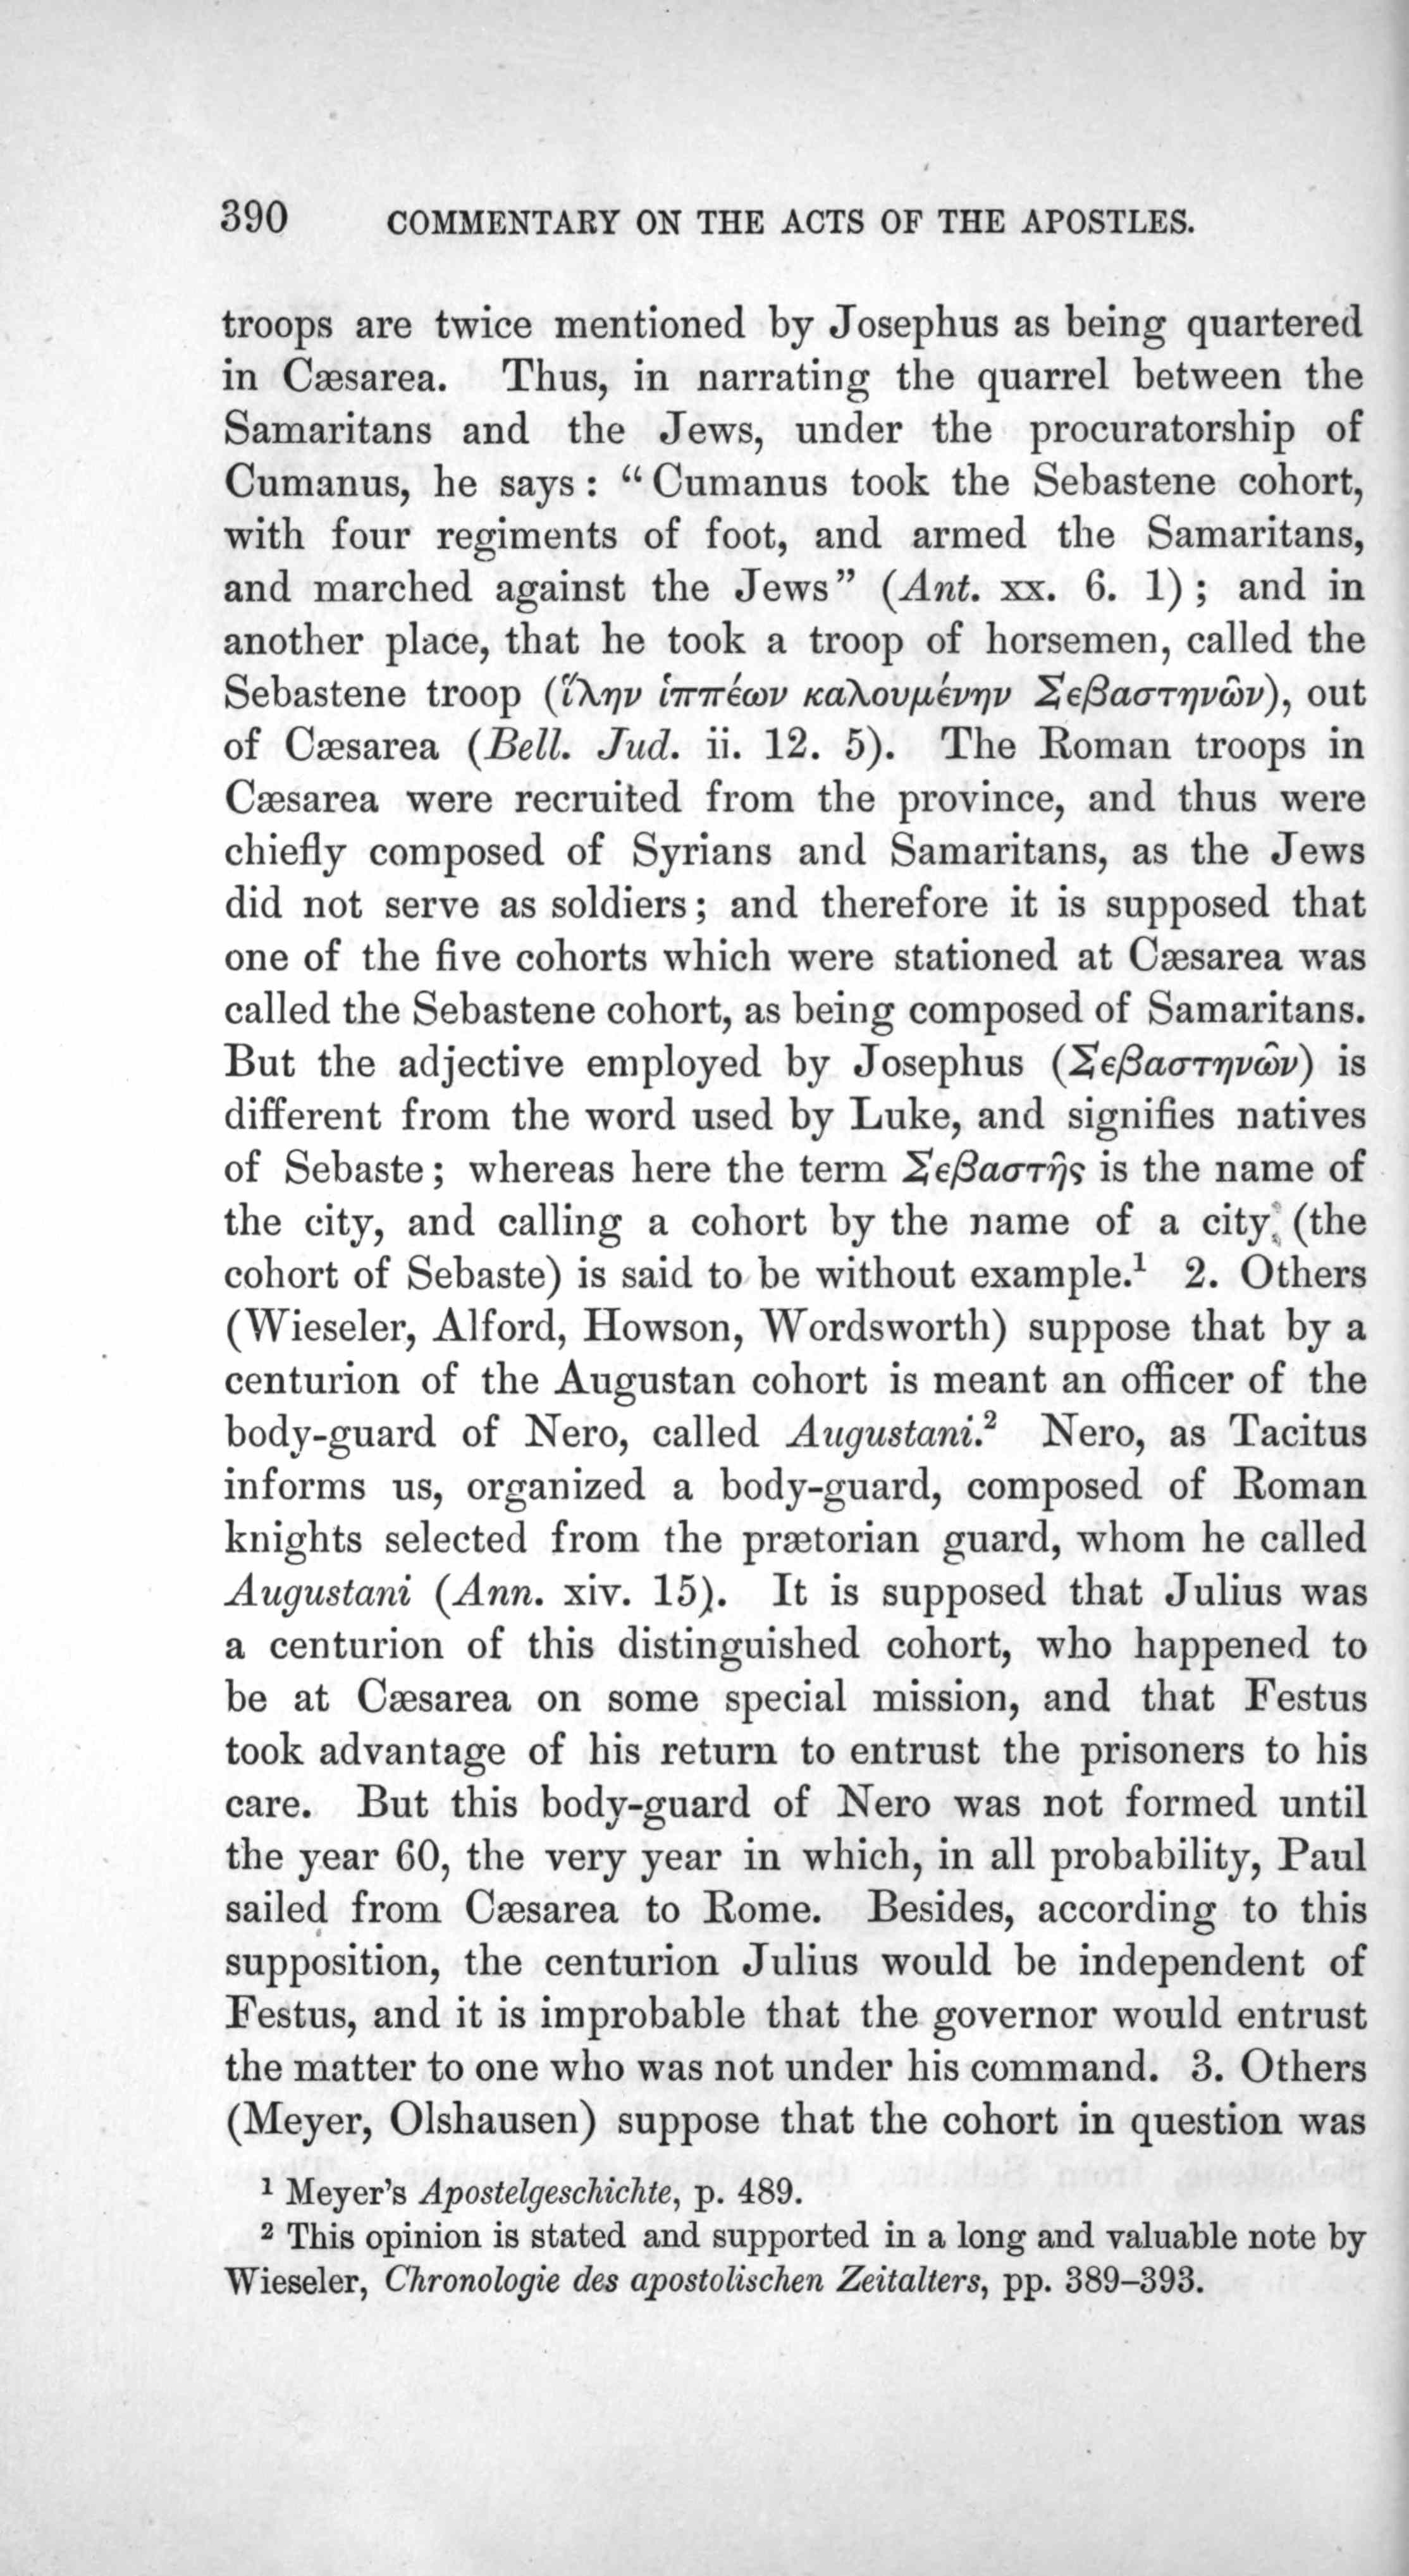 390 COMMENTARY ON THE ACTS OF THE APOSTLES.
troops are twice mentioned by Josephus as being quartered
in Cæsarea. Thus, in narrating the quarrel between the
Samaritans and the Jews, under the procuratorship of
Cumanus, he says : “ Cumanus took the Sebastene cohort,
with four regiments of foot, and armed the Samaritans,
and marched against the Jews” (Ant. xx. 6. 1) ; and in
another place, that he took a troop of horsemen, called the
Sebastene troop (ἴλην ἱππέων καλουμένην Σεβαστηνῶν), out
of Cæsarea (Bell. Jud. ii. 12. 5). The Roman troops in
Cæsarea were recruited from the province, and thus were
chiefly composed of Syrians and Samaritans, as the Jews
did not serve as soldiers; and therefore it is supposed that
one of the five cohorts which were stationed at Cæsarea was
called the Sebastene cohort, as being composed of Samaritans.
But the adjective employed by Josephus (Σεβαστηνῶν) is
different from the word used by Luke, and signifies natives
of Sebaste; whereas here the term Σεβαστῆς is the name of
the city, and calling a cohort by the name of a city (the
cohort of Sebaste) is said to be without example.¹ 2. Others
(Wieseler, Alford, Howson, Wordsworth) suppose that by a
centurion of the Augustan cohort is meant an officer of the
body-guard of Nero, called Augustani.² Nero, as Tacitus
informs us, organized a body-guard, composed of Roman
knights selected from the prætorian guard, whom he called
Augustani (Ann. xiv. 15). It is supposed that Julius was
a centurion of this distinguished cohort, who happened to
be at Cæsarea on some special mission, and that Festus
took advantage of his return to entrust the prisoners to his
care. But this body-guard of Nero was not formed until
the year 60, the very year in which, in all probability, Paul
sailed from Cæsarea to Rome. Besides, according to this
supposition, the centurion Julius would be independent of
Festus, and it is improbable that the governor would entrust
the matter to one who was not under his command. 3. Others
(Meyer, Olshausen) suppose that the cohort in question was
¹ Meyer's Apostelgeschichte, p. 489.
² This opinion is stated and supported in a long and valuable note by
Wieseler, Chronologie des apostolischen Zeitalters, pp. 389–393.